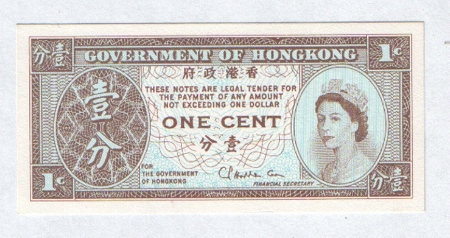 分壹 GOVERNMENT OF HONGKONG 1c
香港政府
THESE NOTES ARE LEGAL TENDER FOR
THE PAYMENT OF ANY AMOUNT
NOT EXCEEDING ONE DOLLAR
壹分
ONE CENT
壹分
FOR
THE GOVERNMENT
OF HONGKONG
FINANCIAL SECRETARY
1c
分壹